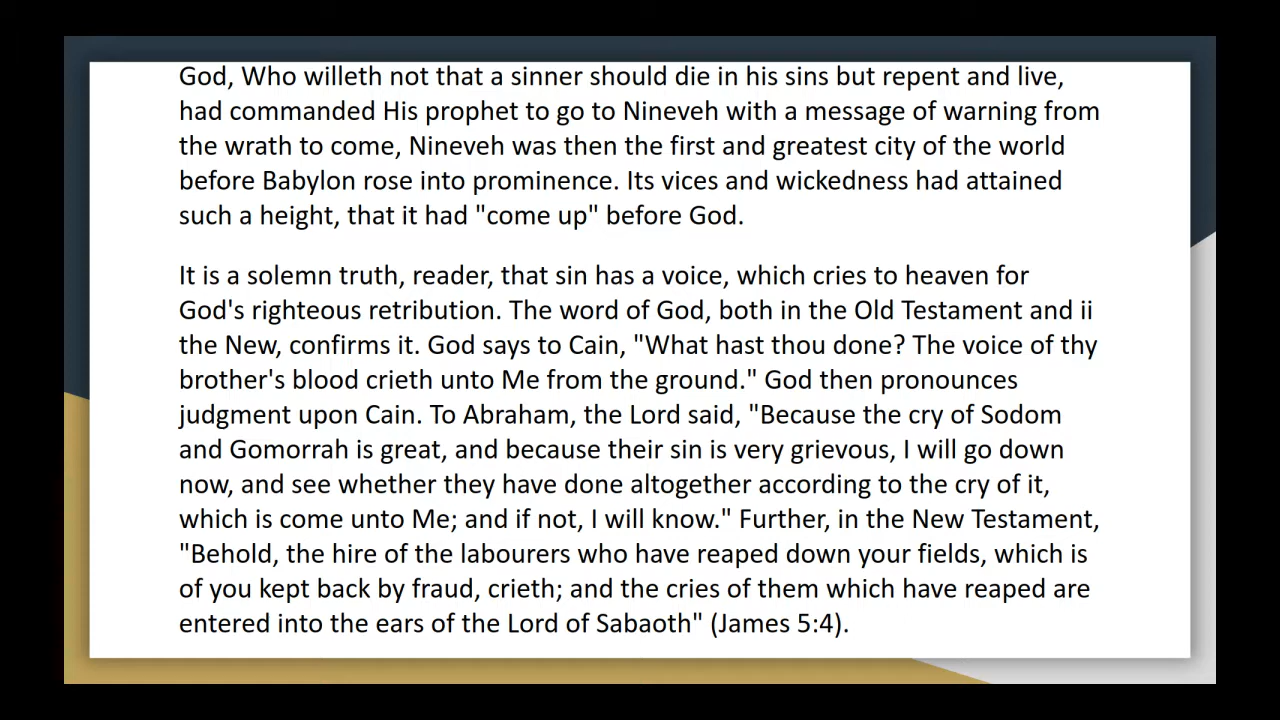 God, Who willeth not that a sinner should die in his sins but repent and live,
had commanded His prophet to go to Nineveh with a message of warning from
the wrath to come, Nineveh was then the first and greatest city of the world
before Babylon rose into prominence. Its vices and wickedness had attained
such a height, that it had "come up" before God.
It is a solemn truth, reader, that sin has a voice, which cries to heaven for
God's righteous retribution. The word of God, both in the Old Testament and ii
the New, confirms it. God says to Cain, "What hast thou done? The voice of thy
brother's blood crieth unto Me from the ground." God then pronounces
judgment upon Cain. To Abraham, the Lord said, "Because the cry of Sodom
and Gomorrah is great, and because their sin is very grievous, I will go down
now, and see whether they have done altogether according to the cry of it,
which is come unto Me; and if not, I will know." Further, in the New Testament,
"Behold, the hire of the labourers who have reaped down your fields, which is
of you kept back by fraud, crieth; and the cries of them which have reaped are
entered into the ears of the Lord of Sabaoth" (James 5:4).